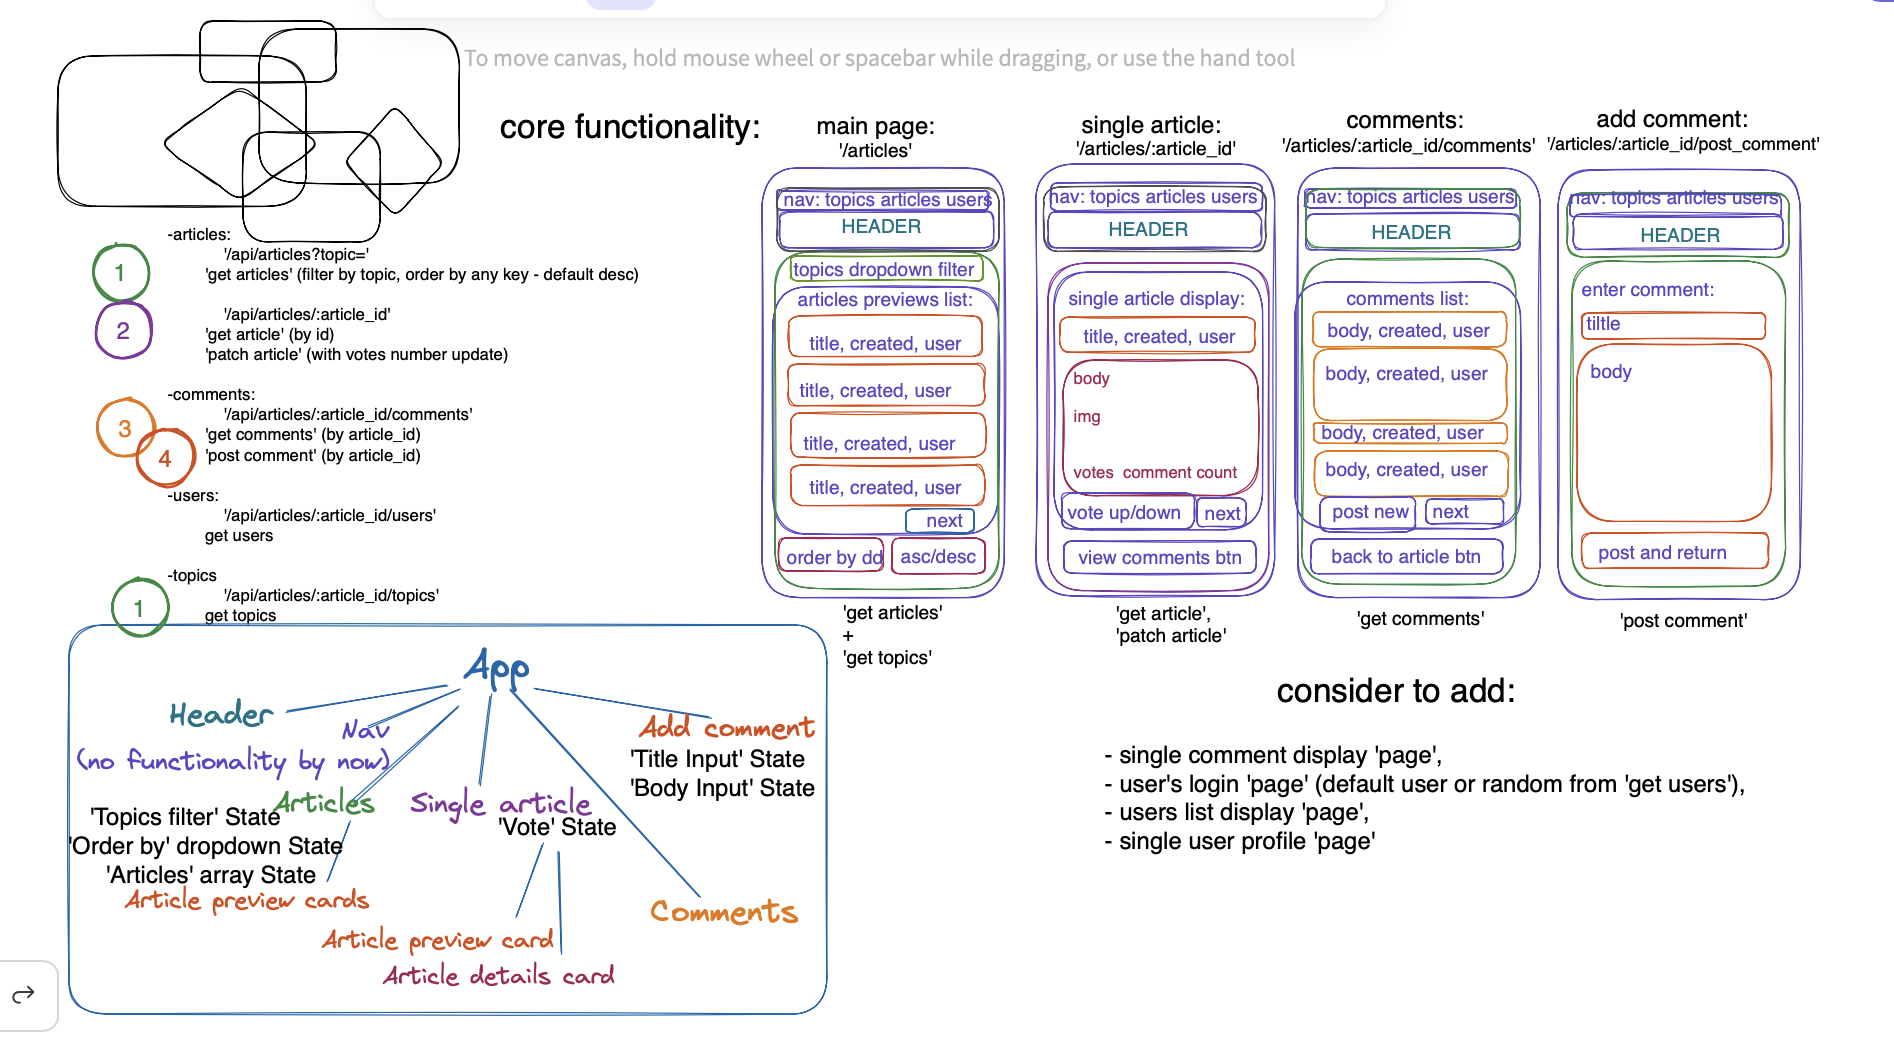 To move canvas, hold mouse wheel or spacebar while dragging, or use the hand tool
core functionality:
-articles:
'/api/articles?topic='
'get articles' (filter by topic, order by any key - default desc)
1
'/api/articles/:article_id'
'get article' (by id)
'patch article' (with votes number update)
2
-comments:
'/api/articles/:article_id/comments'
'get comments' (by article_id)
'post comment' (by article_id)
3
4
-users:
'/api/articles/:article_id/users'
get users
-topics
'/api/articles/:article_id/topics'
get topics
1
main page:
'/articles'
nav: topics articles users
HEADER
topics dropdown filter
articles previews list:
title, created, user
title, created, user
title, created, user
title, created, user
next
order by dd
asc/desc
'get articles'
+
'get topics'
single article:
'/articles/:article_id'
nav: topics articles users
HEADER
single article display:
title, created, user
body
img
votes comment count
vote up/down
next
view comments btn
'get article',
'patch article'
comments:
'/articles/:article_id/comments'
nav: topics articles users
HEADER
comments list:
body, created, user
body, created, user
body, created, user
body, created, user
post new
next
back to article btn
'get comments'
add comment:
'/articles/:article_id/post_comment'
nav: topics articles users
HEADER
enter comment:
tiltle
body
post and return
'post comment'
App
Header
Nav
(no functionality by now)
Articles
'Topics filter' State
'Order by' dropdown State
'Articles' array State
Article preview cards
Single article
'Vote' State
Article preview card
Article details card
Comments
Add comment
'Title Input' State
'Body Input' State
consider to add:
- single comment display 'page',
- user's login 'page' (default user or random from 'get users'),
- users list display 'page',
- single user profile 'page'